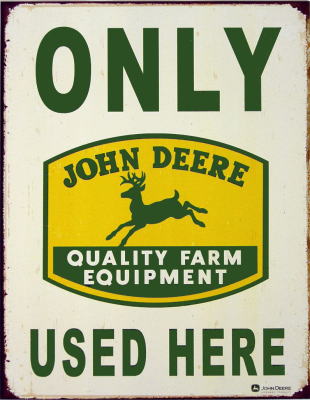 ONLY
JOHN DEERE
QUALITY FARM
EQUIPMENT
USED HERE
JOHN DEERE